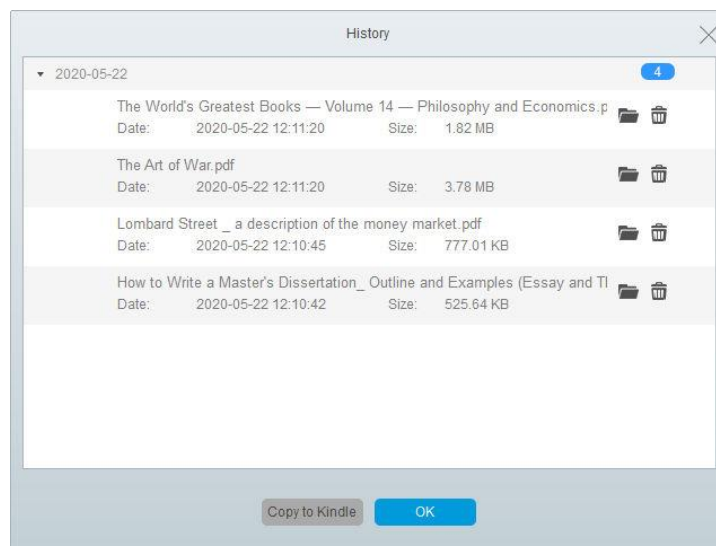 History
2020-05-22 4
The World's Greatest Books — Volume 14 — Philosophy and Economics.p
Date: 2020-05-22 12:11:20 Size: 1.82 MB
The Art of War.pdf
Date: 2020-05-22 12:11:20 Size: 3.78 MB
Lombard Street _ a description of the money market.pdf
Date: 2020-05-22 12:10:45 Size: 777.01 KB
How to Write a Master's Dissertation_ Outline and Examples (Essay and Tl
Date: 2020-05-22 12:10:42 Size: 525.64 KB
Copy to Kindle OK